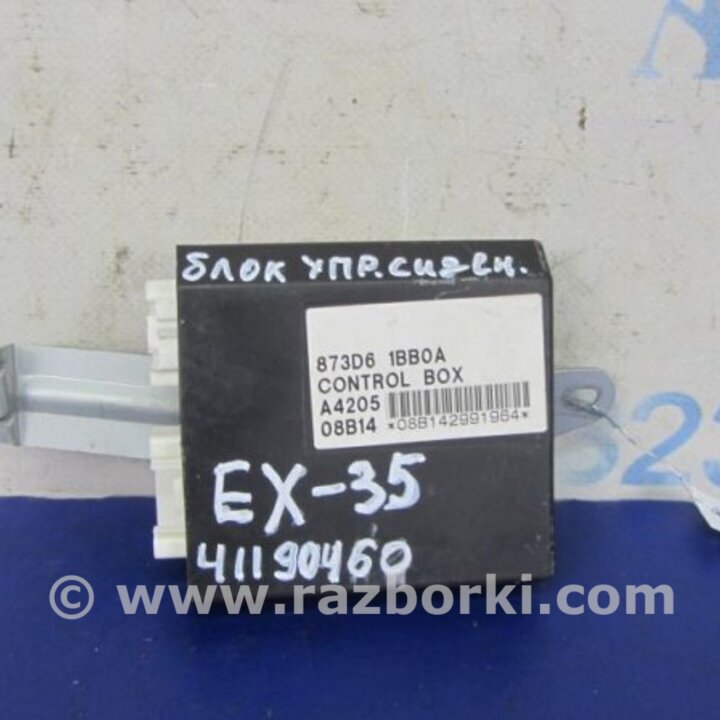 блок упр.сиден.
873D6 1BB0A
CONTROL BOX
A4205
08B14 *08B142991964*
EX-35
41190460
© www.razborki.com